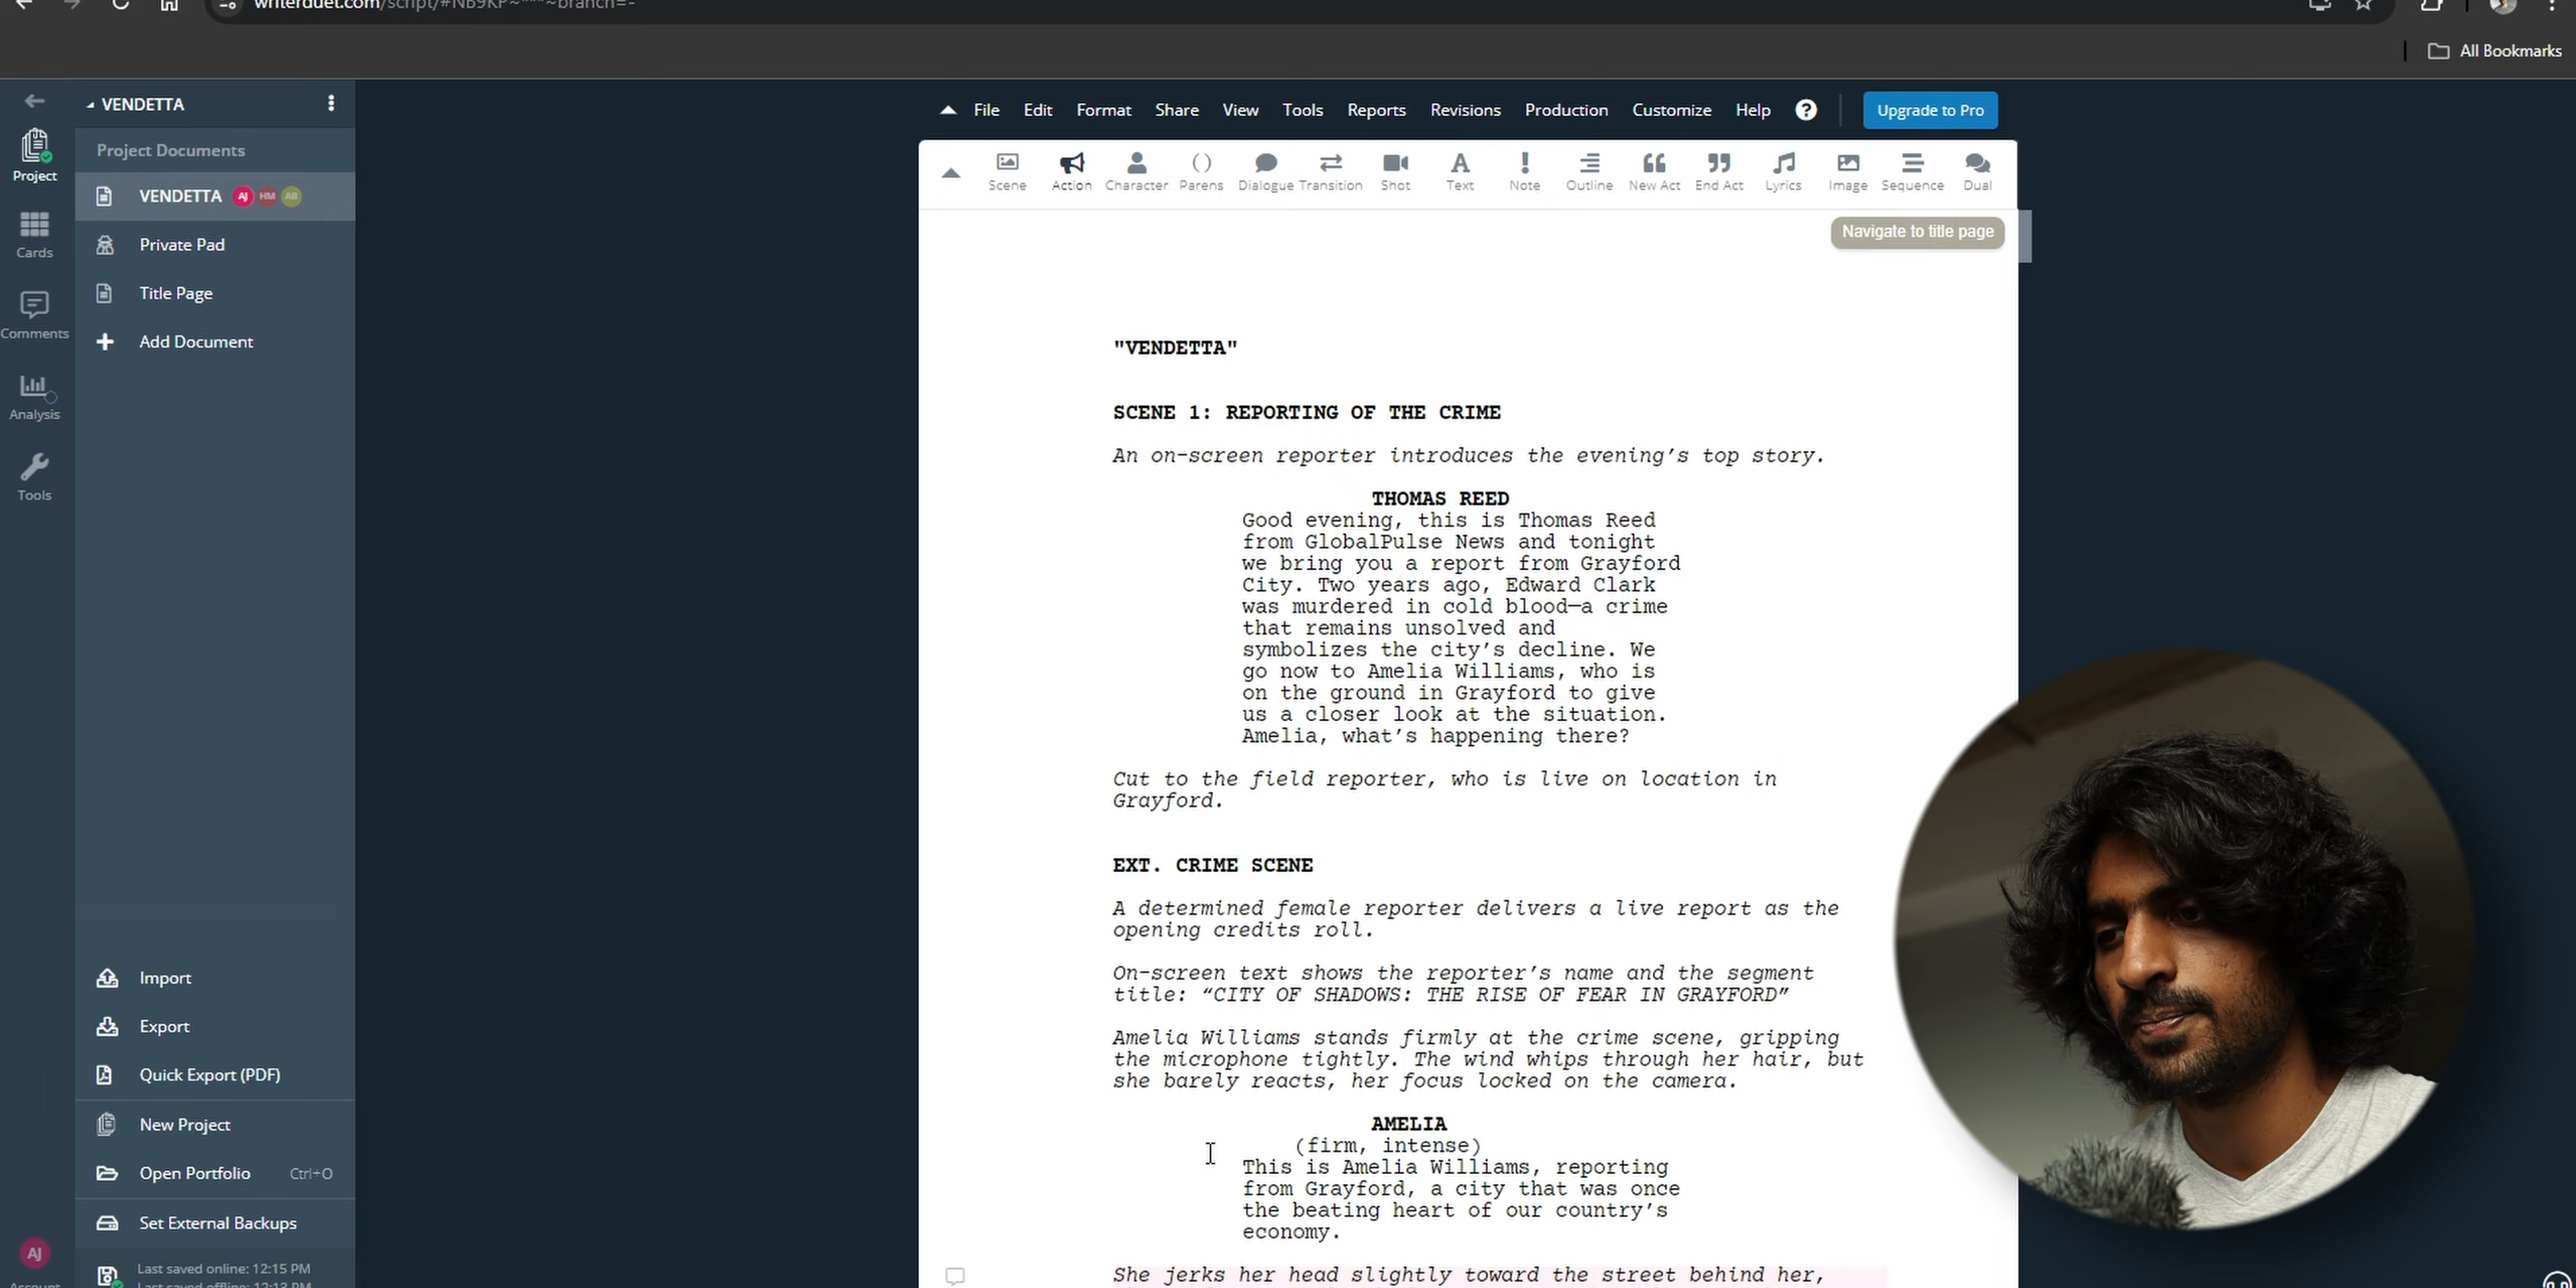 writerduet.com/script/#NB9KP~***~branch=-
All Bookmarks
VENDETTA
Project Documents
VENDETTA AJ HM AB
Private Pad
Title Page
Add Document
Project
Cards
Comments
Analysis
Tools
Import
Export
Quick Export (PDF)
New Project
Open Portfolio Ctrl+O
Set External Backups
Last saved online: 12:15 PM
Last saved offline: 12:13 PM
AJ
Account
File Edit Format Share View Tools Reports Revisions Production Customize Help ? Upgrade to Pro
Scene Action Character Parens Dialogue Transition Shot Text Note Outline New Act End Act Lyrics Image Sequence Dual
Navigate to title page
"VENDETTA"
SCENE 1: REPORTING OF THE CRIME
An on-screen reporter introduces the evening’s top story.
THOMAS REED
Good evening, this is Thomas Reed
from GlobalPulse News and tonight
we bring you a report from Grayford
City. Two years ago, Edward Clark
was murdered in cold blood—a crime
that remains unsolved and
symbolizes the city’s decline. We
go now to Amelia Williams, who is
on the ground in Grayford to give
us a closer look at the situation.
Amelia, what’s happening there?
Cut to the field reporter, who is live on location in
Grayford.
EXT. CRIME SCENE
A determined female reporter delivers a live report as the
opening credits roll.
On-screen text shows the reporter’s name and the segment
title: “CITY OF SHADOWS: THE RISE OF FEAR IN GRAYFORD”
Amelia Williams stands firmly at the crime scene, gripping
the microphone tightly. The wind whips through her hair, but
she barely reacts, her focus locked on the camera.
AMELIA
(firm, intense)
This is Amelia Williams, reporting
from Grayford, a city that was once
the beating heart of our country’s
economy.
She jerks her head slightly toward the street behind her,